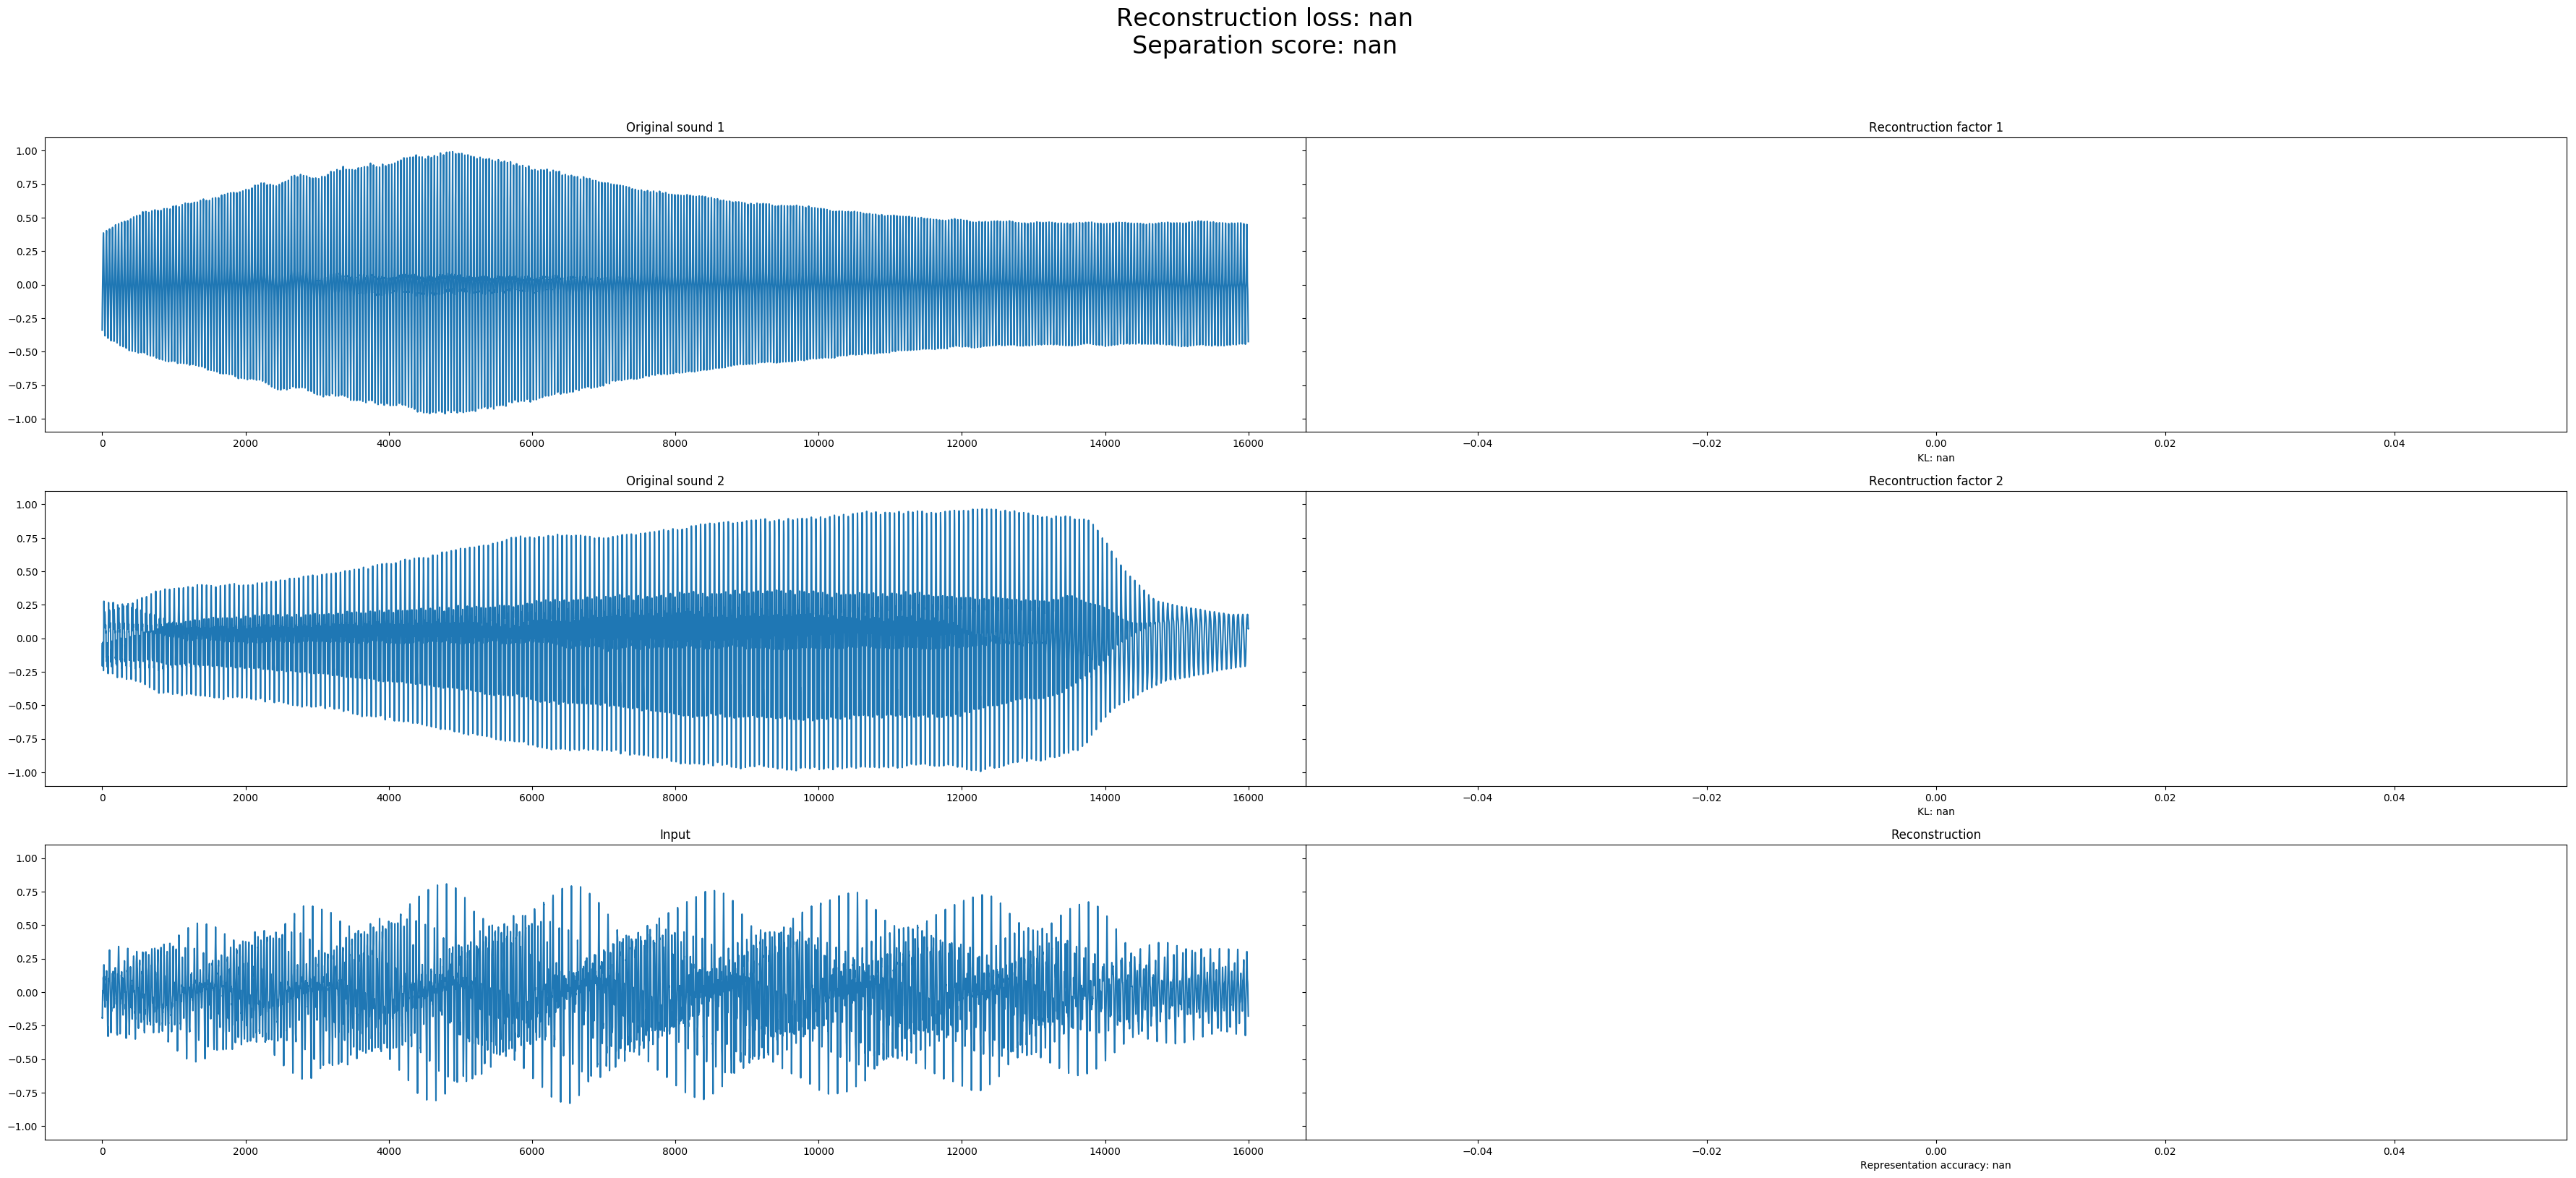 Reconstruction loss: nan
Separation score: nan
Original sound 1
Recontruction factor 1
1.00
0.75
0.50
0.25
0.00
−0.25
−0.50
−0.75
−1.00
0 2000 4000 6000 8000 10000 12000 14000 16000
−0.04 −0.02 0.00 0.02 0.04
KL: nan
Original sound 2
Recontruction factor 2
1.00
0.75
0.50
0.25
0.00
−0.25
−0.50
−0.75
−1.00
0 2000 4000 6000 8000 10000 12000 14000 16000
−0.04 −0.02 0.00 0.02 0.04
KL: nan
Input
Reconstruction
1.00
0.75
0.50
0.25
0.00
−0.25
−0.50
−0.75
−1.00
0 2000 4000 6000 8000 10000 12000 14000 16000
−0.04 −0.02 0.00 0.02 0.04
Representation accuracy: nan